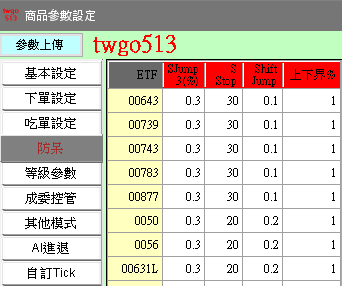 twgo
513
商品參數設定
參數上傳
twgo513
基本設定
下單設定
吃單設定
防呆
等級參數
成委控管
其他模式
AI進退
自訂Tick
ETF SJump 3(%) S Stop Shift Jump 上下界%
00643 0.3 30 0.1 1
00739 0.3 30 0.1 1
00743 0.3 30 0.1 1
00783 0.3 30 0.1 1
00877 0.3 30 0.1 1
0050 0.3 20 0.2 1
0056 0.3 20 0.2 1
00631L 0.3 20 0.2 1